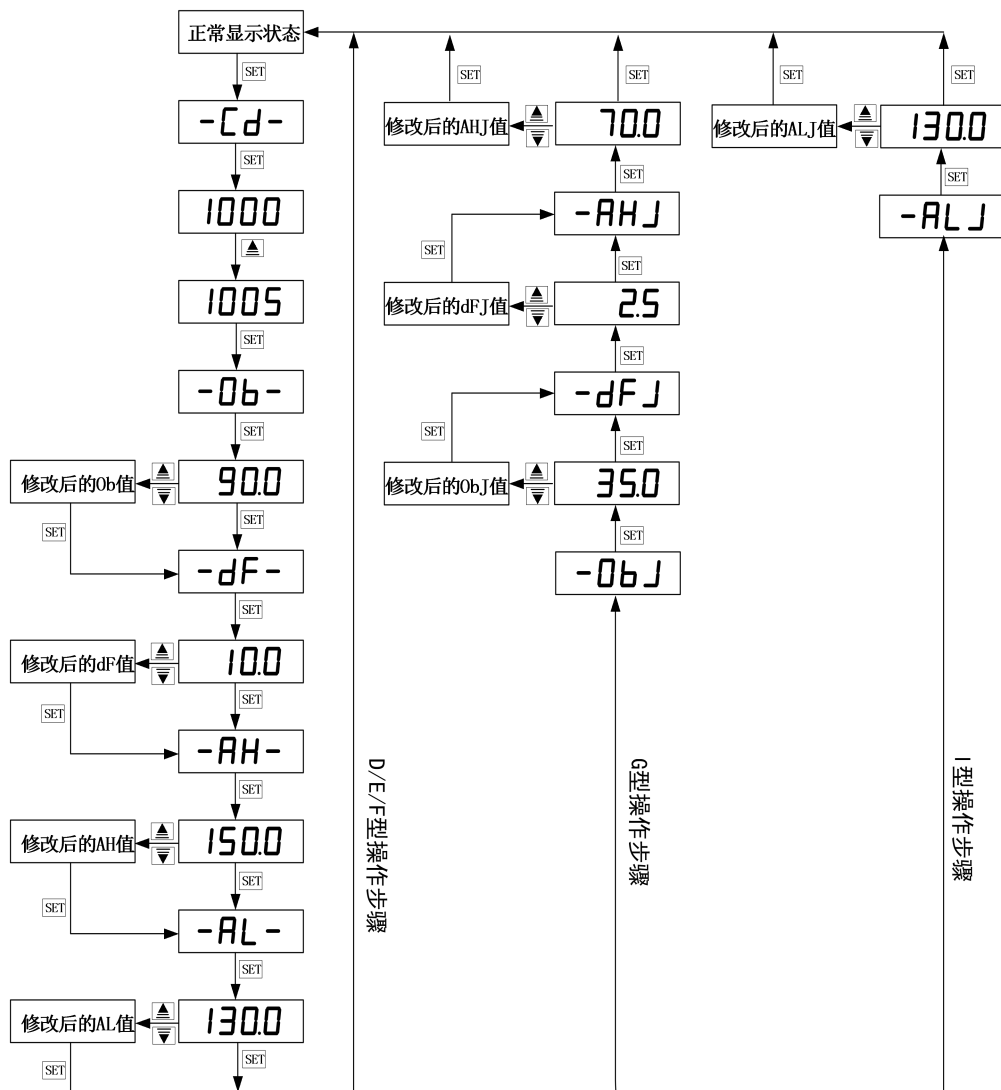 正常显示状态
SET
-Cd-
SET
1000
1005
SET
-Ob-
SET
90.0
修改后的Ob值
SET
SET
-dF-
SET
10.0
修改后的dF值
SET
SET
-AH-
SET
150.0
修改后的AH值
SET
SET
-AL-
SET
130.0
修改后的AL值
SET
SET
D/E/F型操作步骤
SET
SET
修改后的AHJ值
70.0
SET
-AHJ
SET
SET
修改后的dFJ值
2.5
SET
-dFJ
SET
SET
修改后的ObJ值
35.0
SET
-ObJ
G型操作步骤
SET
SET
修改后的ALJ值
130.0
SET
-ALJ
I型操作步骤